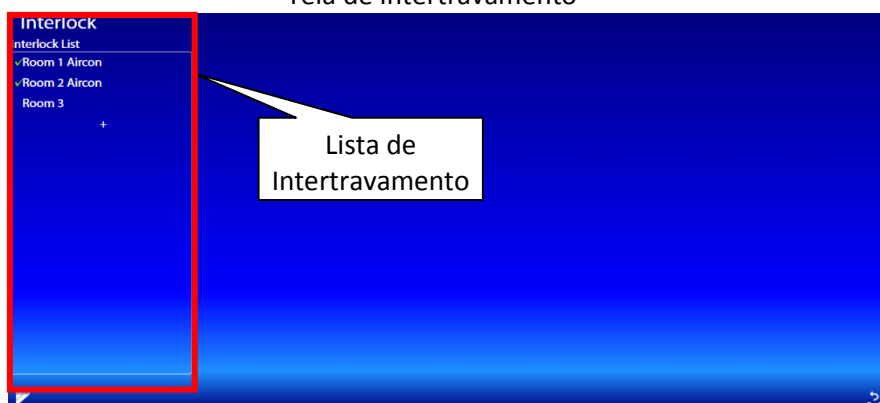 Tela de Intertravamento
Interlock
nterlock List
✓Room 1 Aircon
✓Room 2 Aircon
Room 3
+
Lista de
Intertravamento